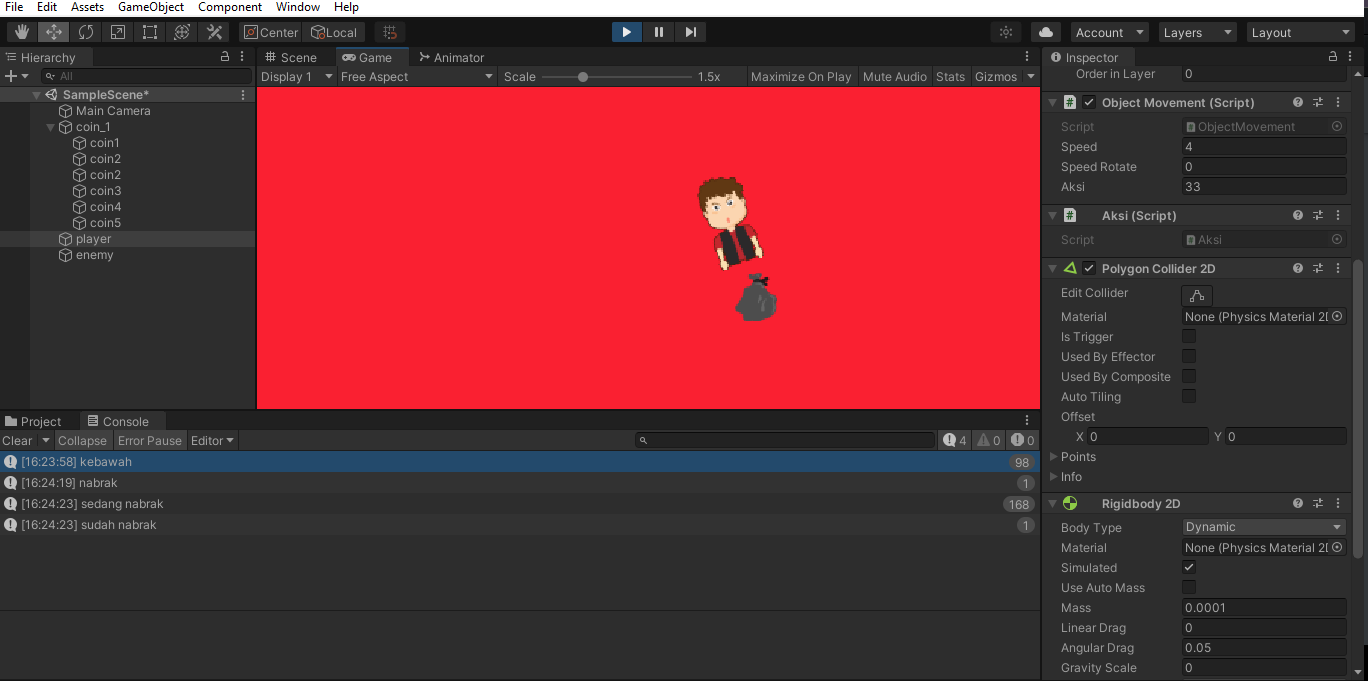 File Edit Assets GameObject Component Window Help
Center Local Account Layers Layout
Hierarchy
All
SampleScene*
Main Camera
coin_1
coin1
coin2
coin2
coin3
coin4
coin5
player
enemy
Scene Game Animator
Display 1 Free Aspect Scale 1.5x Maximize On Play Mute Audio Stats Gizmos
Project Console
Clear Collapse Error Pause Editor 4 0 0
[16:23:58] kebawah 98
[16:24:19] nabrak 1
[16:24:23] sedang nabrak 168
[16:24:23] sudah nabrak 1
Inspector
Order in Layer 0
# Object Movement (Script)
Script ObjectMovement
Speed 4
Speed Rotate 0
Aksi 33
# Aksi (Script)
Script Aksi
Polygon Collider 2D
Edit Collider
Material None (Physics Material 2D
Is Trigger
Used By Effector
Used By Composite
Auto Tiling
Offset
X 0 Y 0
Points
Info
Rigidbody 2D
Body Type Dynamic
Material None (Physics Material 2D
Simulated
Use Auto Mass
Mass 0.0001
Linear Drag 0
Angular Drag 0.05
Gravity Scale 0